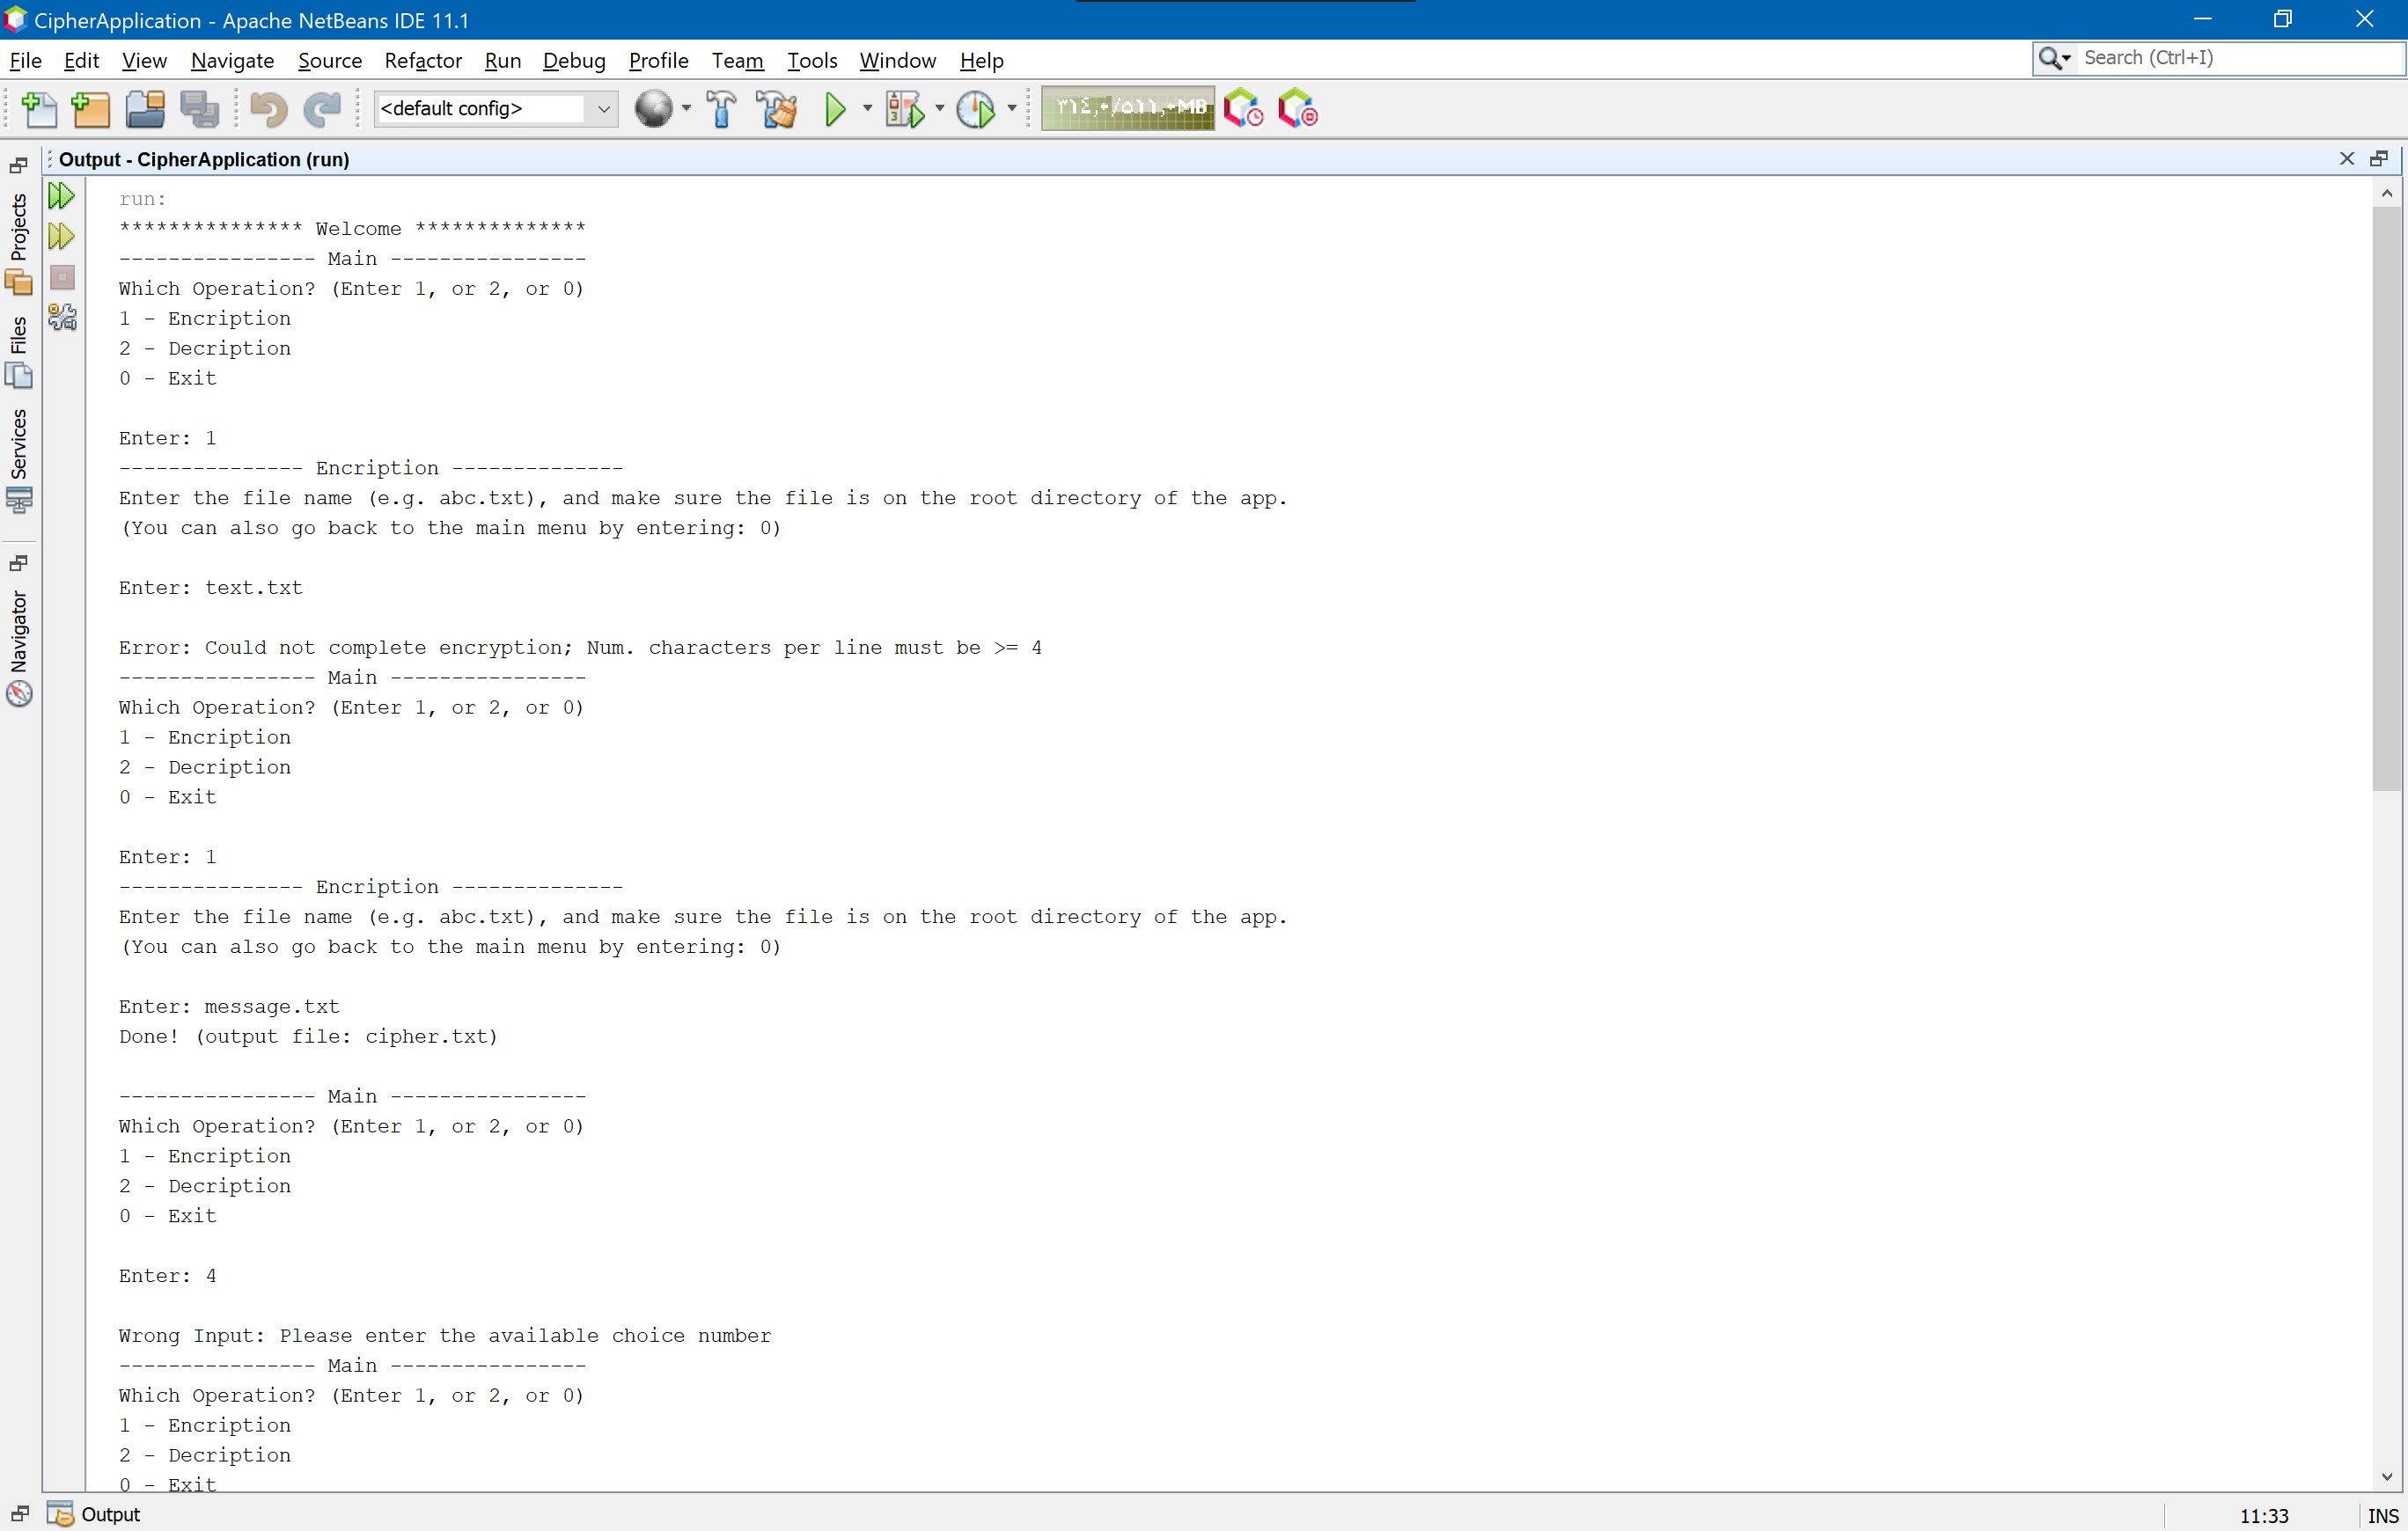 CipherApplication - Apache NetBeans IDE 11.1
File Edit View Navigate Source Refactor Run Debug Profile Team Tools Window Help
Search (Ctrl+I)
<default config>
٣١٤,٠/٥١١,٠MB
Output - CipherApplication (run)
Projects
Files
Services
Navigator
run:
*************** Welcome **************
---------------- Main ----------------
Which Operation? (Enter 1, or 2, or 0)
1 - Encription
2 - Decription
0 - Exit
Enter: 1
--------------- Encription --------------
Enter the file name (e.g. abc.txt), and make sure the file is on the root directory of the app.
(You can also go back to the main menu by entering: 0)
Enter: text.txt
Error: Could not complete encryption; Num. characters per line must be >= 4
---------------- Main ----------------
Which Operation? (Enter 1, or 2, or 0)
1 - Encription
2 - Decription
0 - Exit
Enter: 1
--------------- Encription --------------
Enter the file name (e.g. abc.txt), and make sure the file is on the root directory of the app.
(You can also go back to the main menu by entering: 0)
Enter: message.txt
Done! (output file: cipher.txt)
---------------- Main ----------------
Which Operation? (Enter 1, or 2, or 0)
1 - Encription
2 - Decription
0 - Exit
Enter: 4
Wrong Input: Please enter the available choice number
---------------- Main ----------------
Which Operation? (Enter 1, or 2, or 0)
1 - Encription
2 - Decription
0 - Exit
Output
11:33
INS